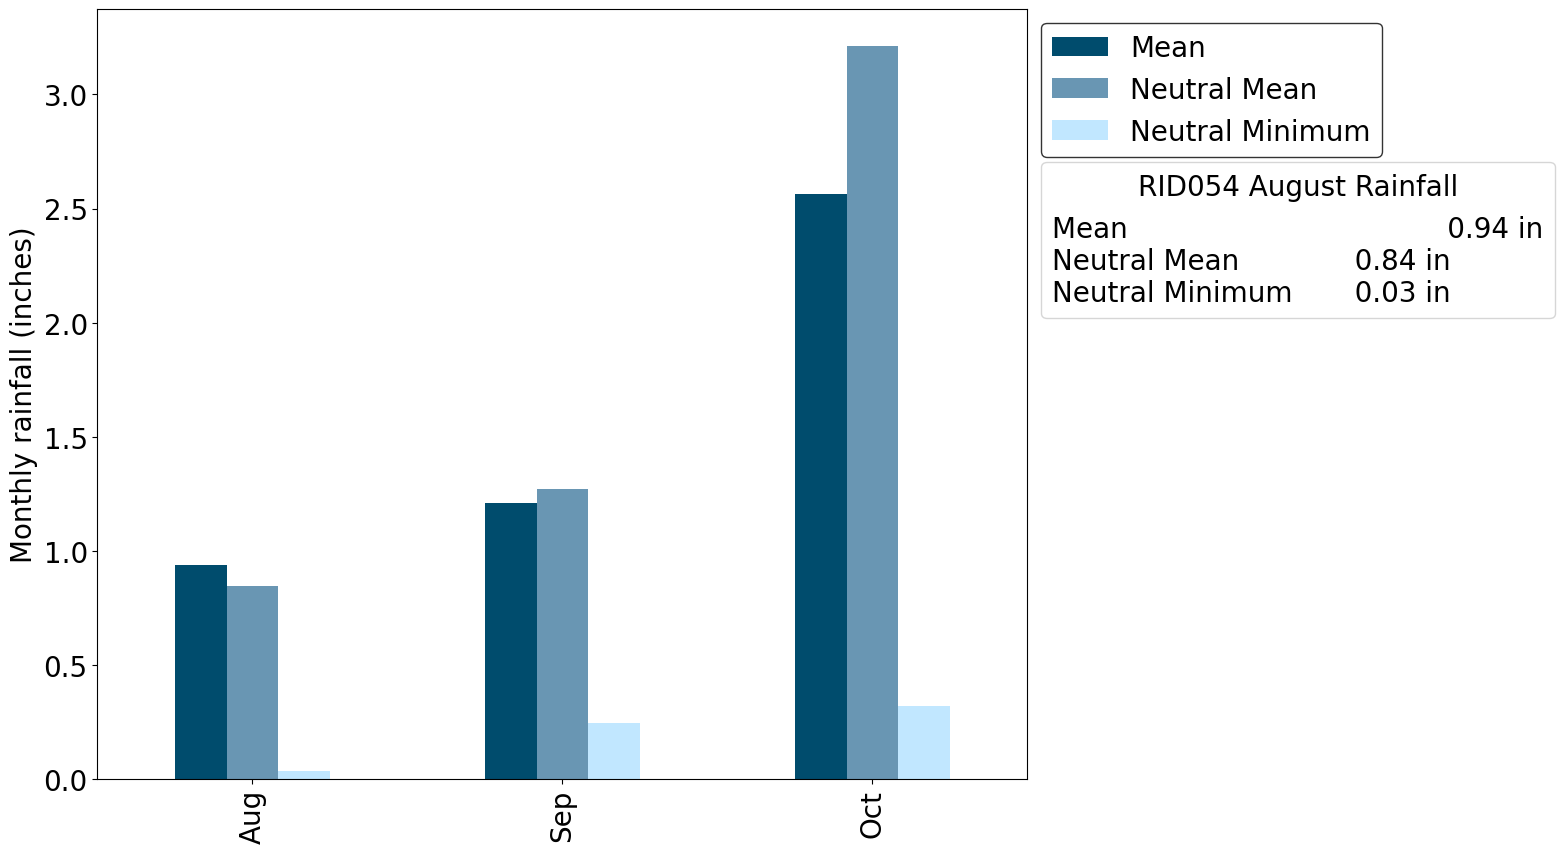 Monthly rainfall (inches)
3.0
2.5
2.0
1.5
1.0
0.5
0.0
Aug
Sep
Oct
Mean
Neutral Mean
Neutral Minimum
RID054 August Rainfall
Mean 0.94 in
Neutral Mean 0.84 in
Neutral Minimum 0.03 in